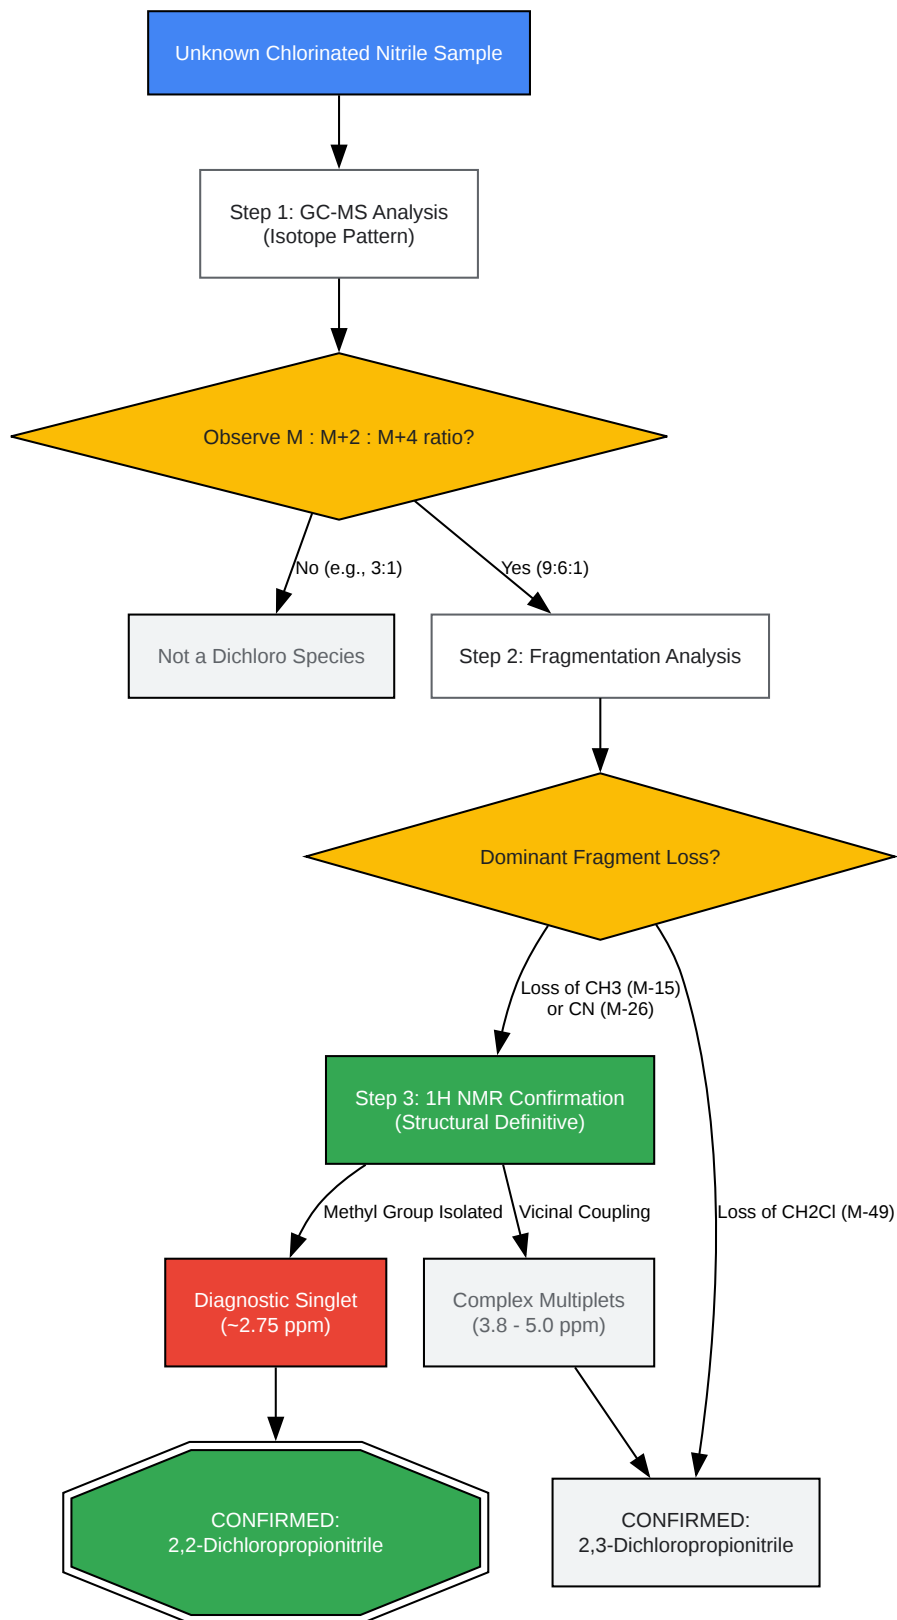 Unknown Chlorinated Nitrile Sample
Step 1: GC-MS Analysis
(Isotope Pattern)
Observe M : M+2 : M+4 ratio?
No (e.g., 3:1)
Yes (9:6:1)
Not a Dichloro Species
Step 2: Fragmentation Analysis
Dominant Fragment Loss?
Loss of CH3 (M-15)
or CN (M-26)
Step 3: 1H NMR Confirmation
(Structural Definitive)
Methyl Group Isolated
Vicinal Coupling
Loss of CH2Cl (M-49)
Diagnostic Singlet
(~2.75 ppm)
Complex Multiplets
(3.8 - 5.0 ppm)
CONFIRMED:
2,2-Dichloropropionitrile
CONFIRMED:
2,3-Dichloropropionitrile